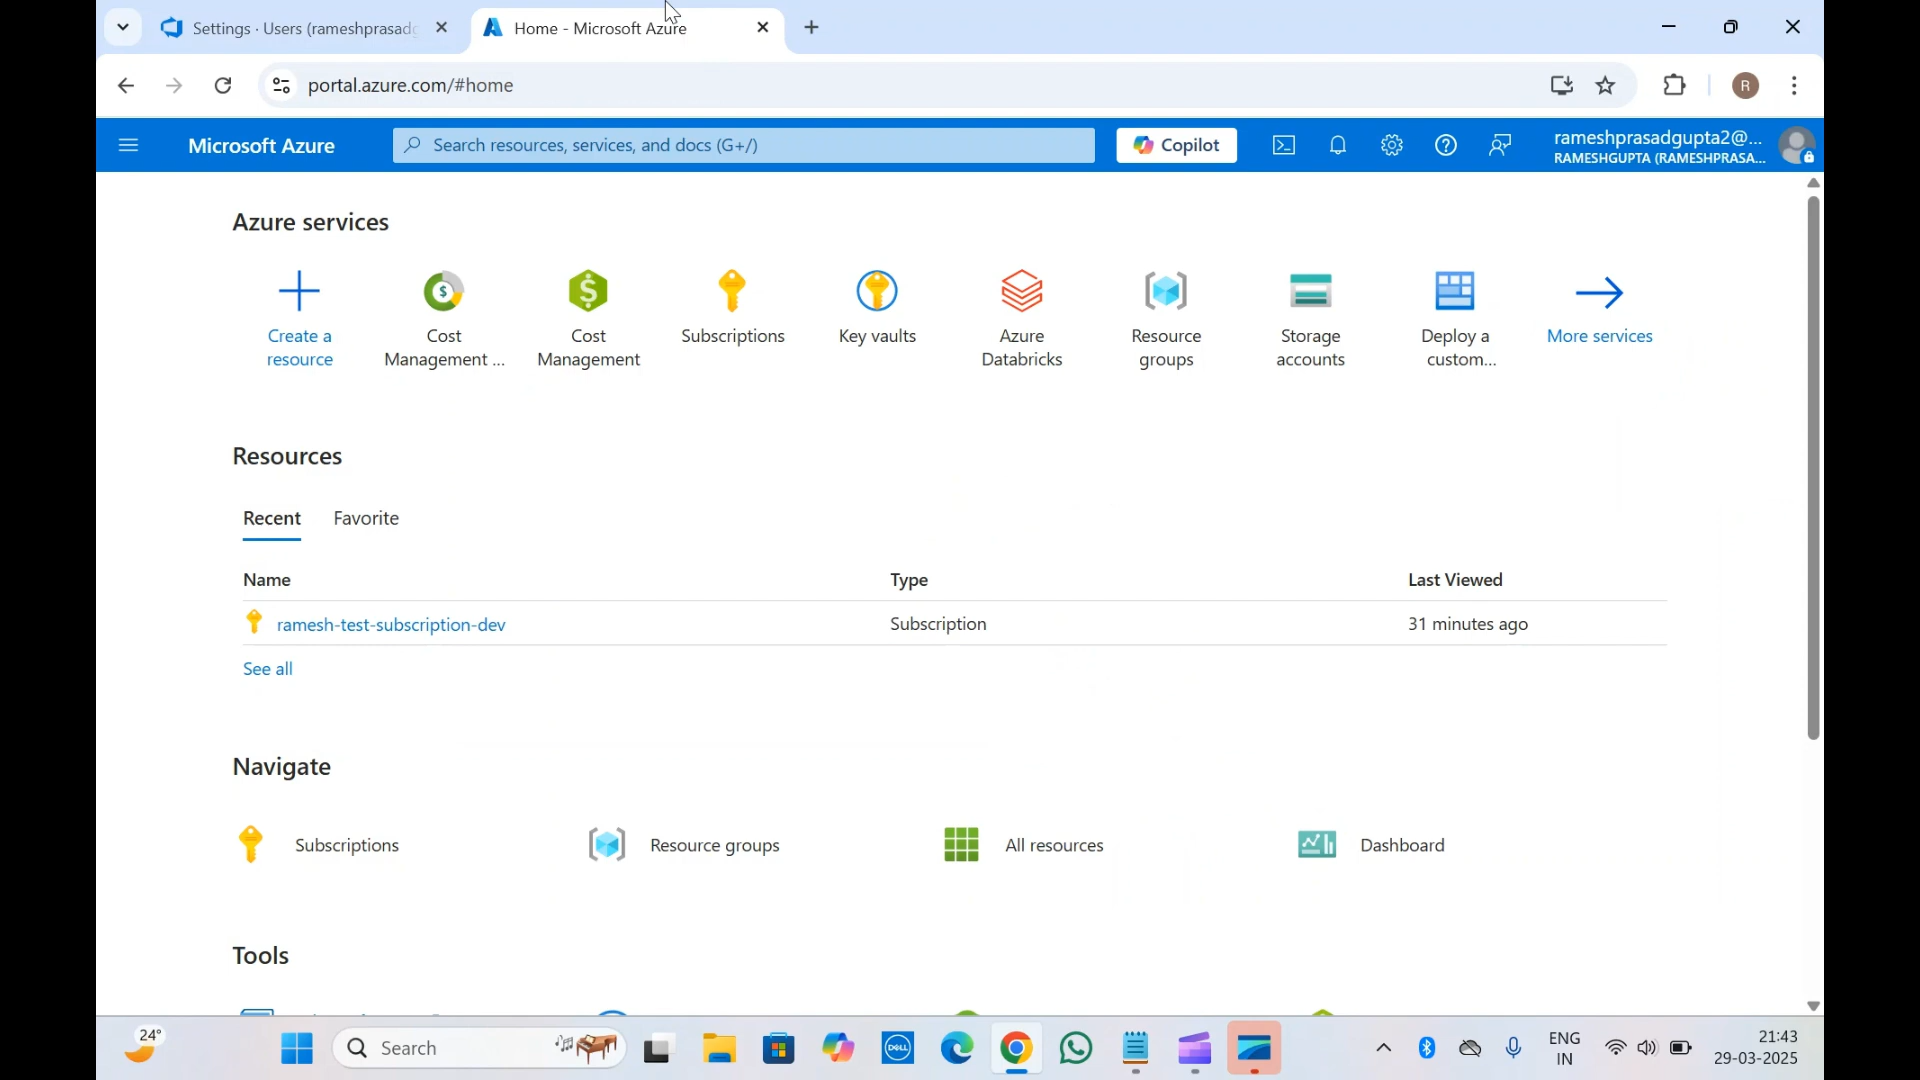 Settings · Users (rameshprasadg
Home - Microsoft Azure
portal.azure.com/#home
R
Microsoft Azure
Search resources, services, and docs (G+/)
Copilot
rameshprasadgupta2@...
RAMESHGUPTA (RAMESHPRASA...
Azure services
Create a resource
Cost Management ...
Cost Management
Subscriptions
Key vaults
Azure Databricks
Resource groups
Storage accounts
Deploy a custom...
More services
Resources
Recent Favorite
Name Type Last Viewed
ramesh-test-subscription-dev Subscription 31 minutes ago
See all
Navigate
Subscriptions Resource groups All resources Dashboard
Tools
24°
Search
DELL
ENG
IN
21:43
29-03-2025